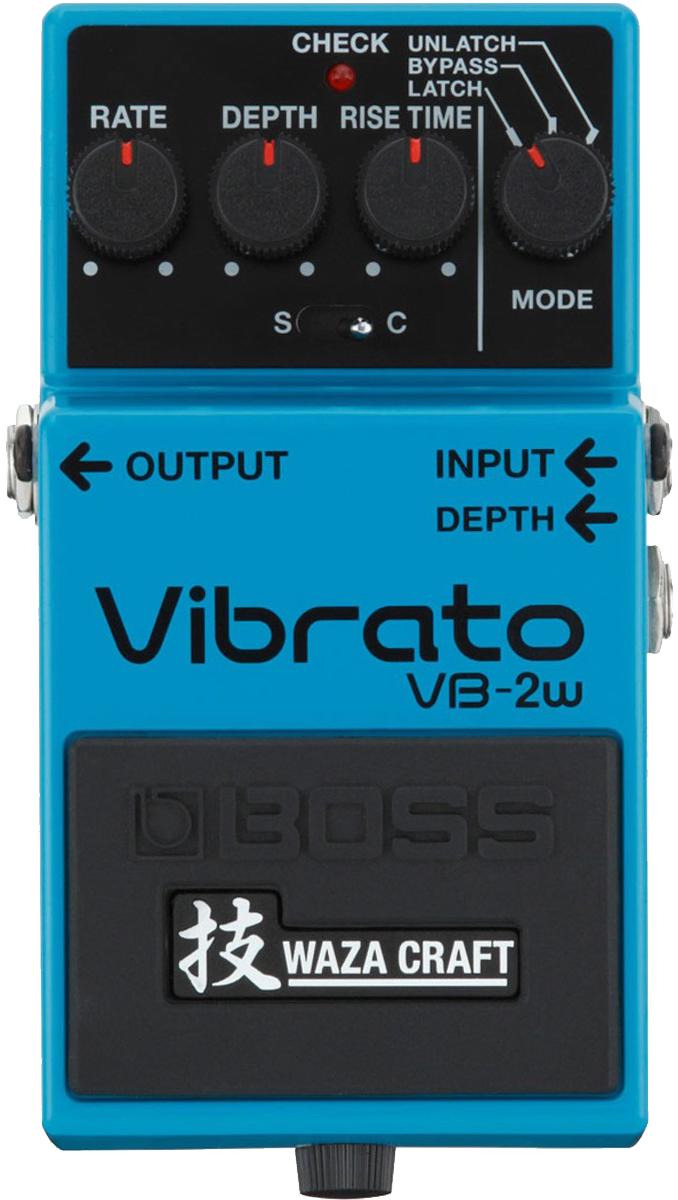 CHECK
UNLATCH
BYPASS
LATCH
RATE
DEPTH
RISE TIME
MODE
S
C
OUTPUT
INPUT
DEPTH
Vibrato
VB-2w
BOSS
技 WAZA CRAFT